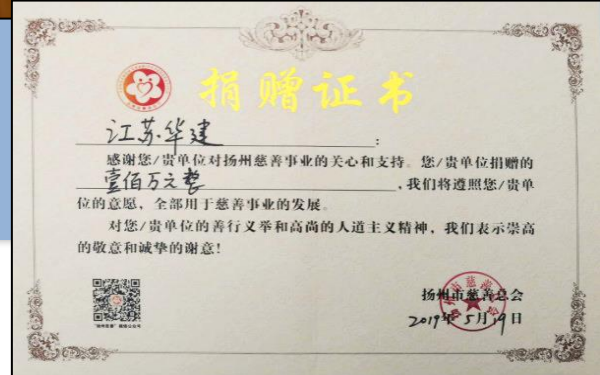 捐赠证书
江苏华建：
感谢您/贵单位对扬州慈善事业的关心和支持。您/贵单位捐赠的
壹佰万元整，我们将遵照您/贵单
位的意愿，全部用于慈善事业的发展。
对您/贵单位的善行义举和高尚的人道主义精神，我们表示崇高
的敬意和诚挚的谢意！
扬州市慈善总会
2019年5月19日